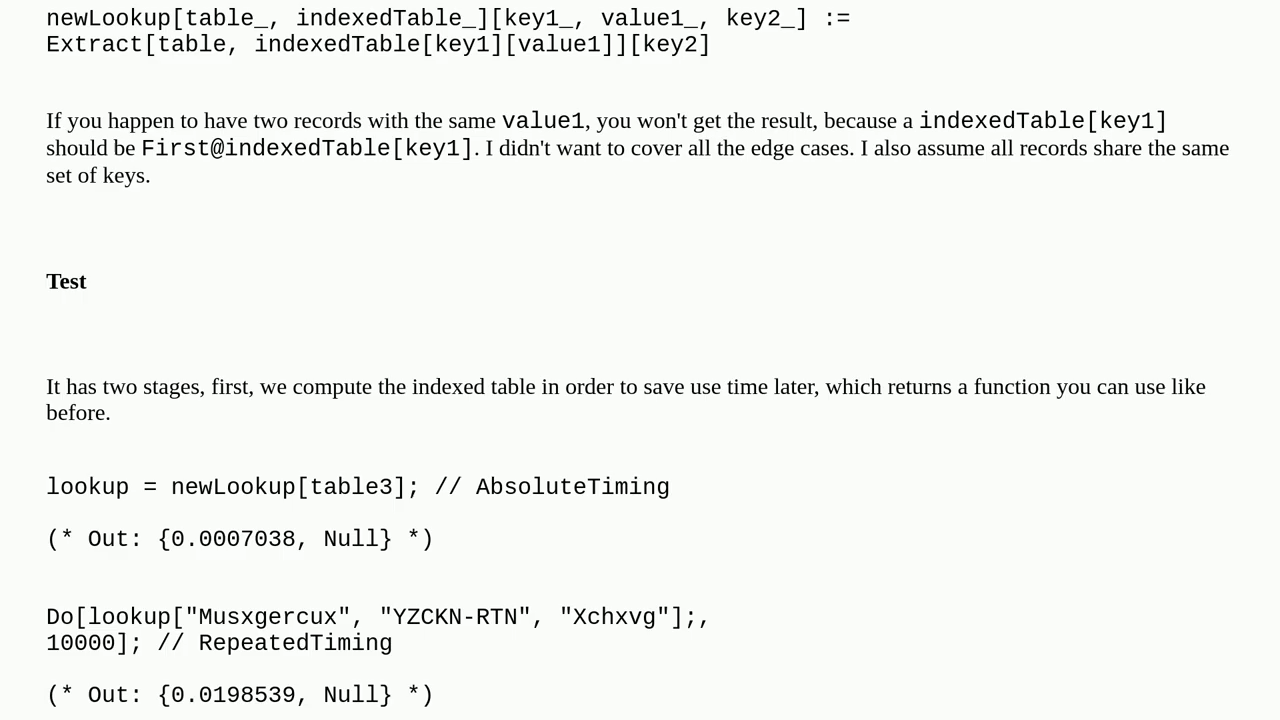 newLookup[table_, indexedTable_][key1_, value1_, key2_] :=
Extract[table, indexedTable[key1][value1]][key2]
If you happen to have two records with the same value1, you won't get the result, because a indexedTable[key1]
should be First@indexedTable[key1]. I didn't want to cover all the edge cases. I also assume all records share the same
set of keys.
Test
It has two stages, first, we compute the indexed table in order to save use time later, which returns a function you can use like
before.
lookup = newLookup[table3]; // AbsoluteTiming
(* Out: {0.0007038, Null} *)
Do[lookup["Musxgercux", "YZCKN-RTN", "Xchxvg"];,
10000]; // RepeatedTiming
(* Out: {0.0198539, Null} *)